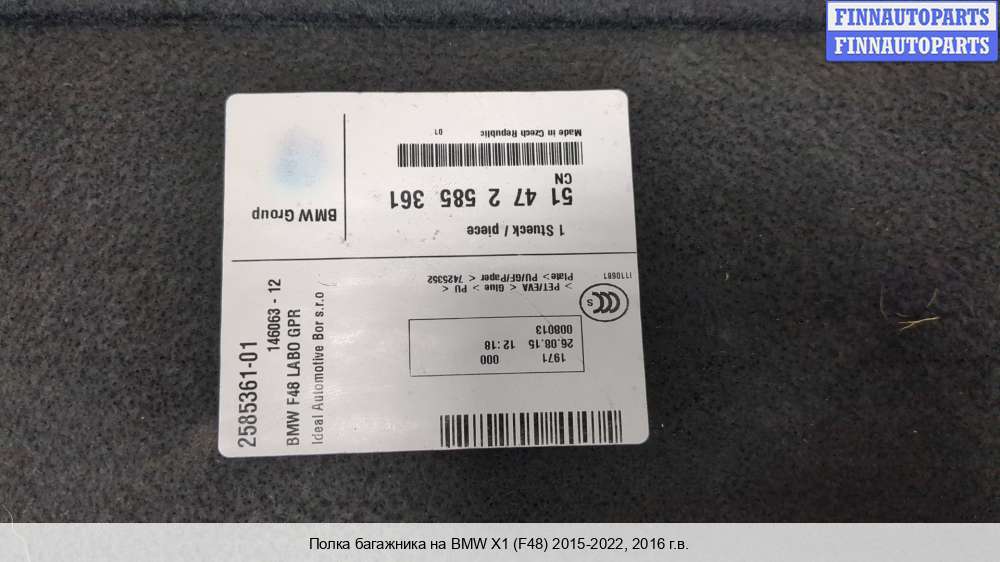 FINNAUTOPARTS
FINNAUTOPARTS
BMW Group
1 Stueck / piece
51 47 2 585 361
CN
Made in Czech Republic
01
2585361-01
146063 - 12
BMW F48 LABO GPR
Ideal Automotive Bor s.r.o
1971 000
26.08.15 12:18
008013
> PET/EVA < Glue > PU <
Plate> PU/GF/Paper < 7425352
CCC
S
Полка багажника на BMW X1 (F48) 2015-2022, 2016 г.в.